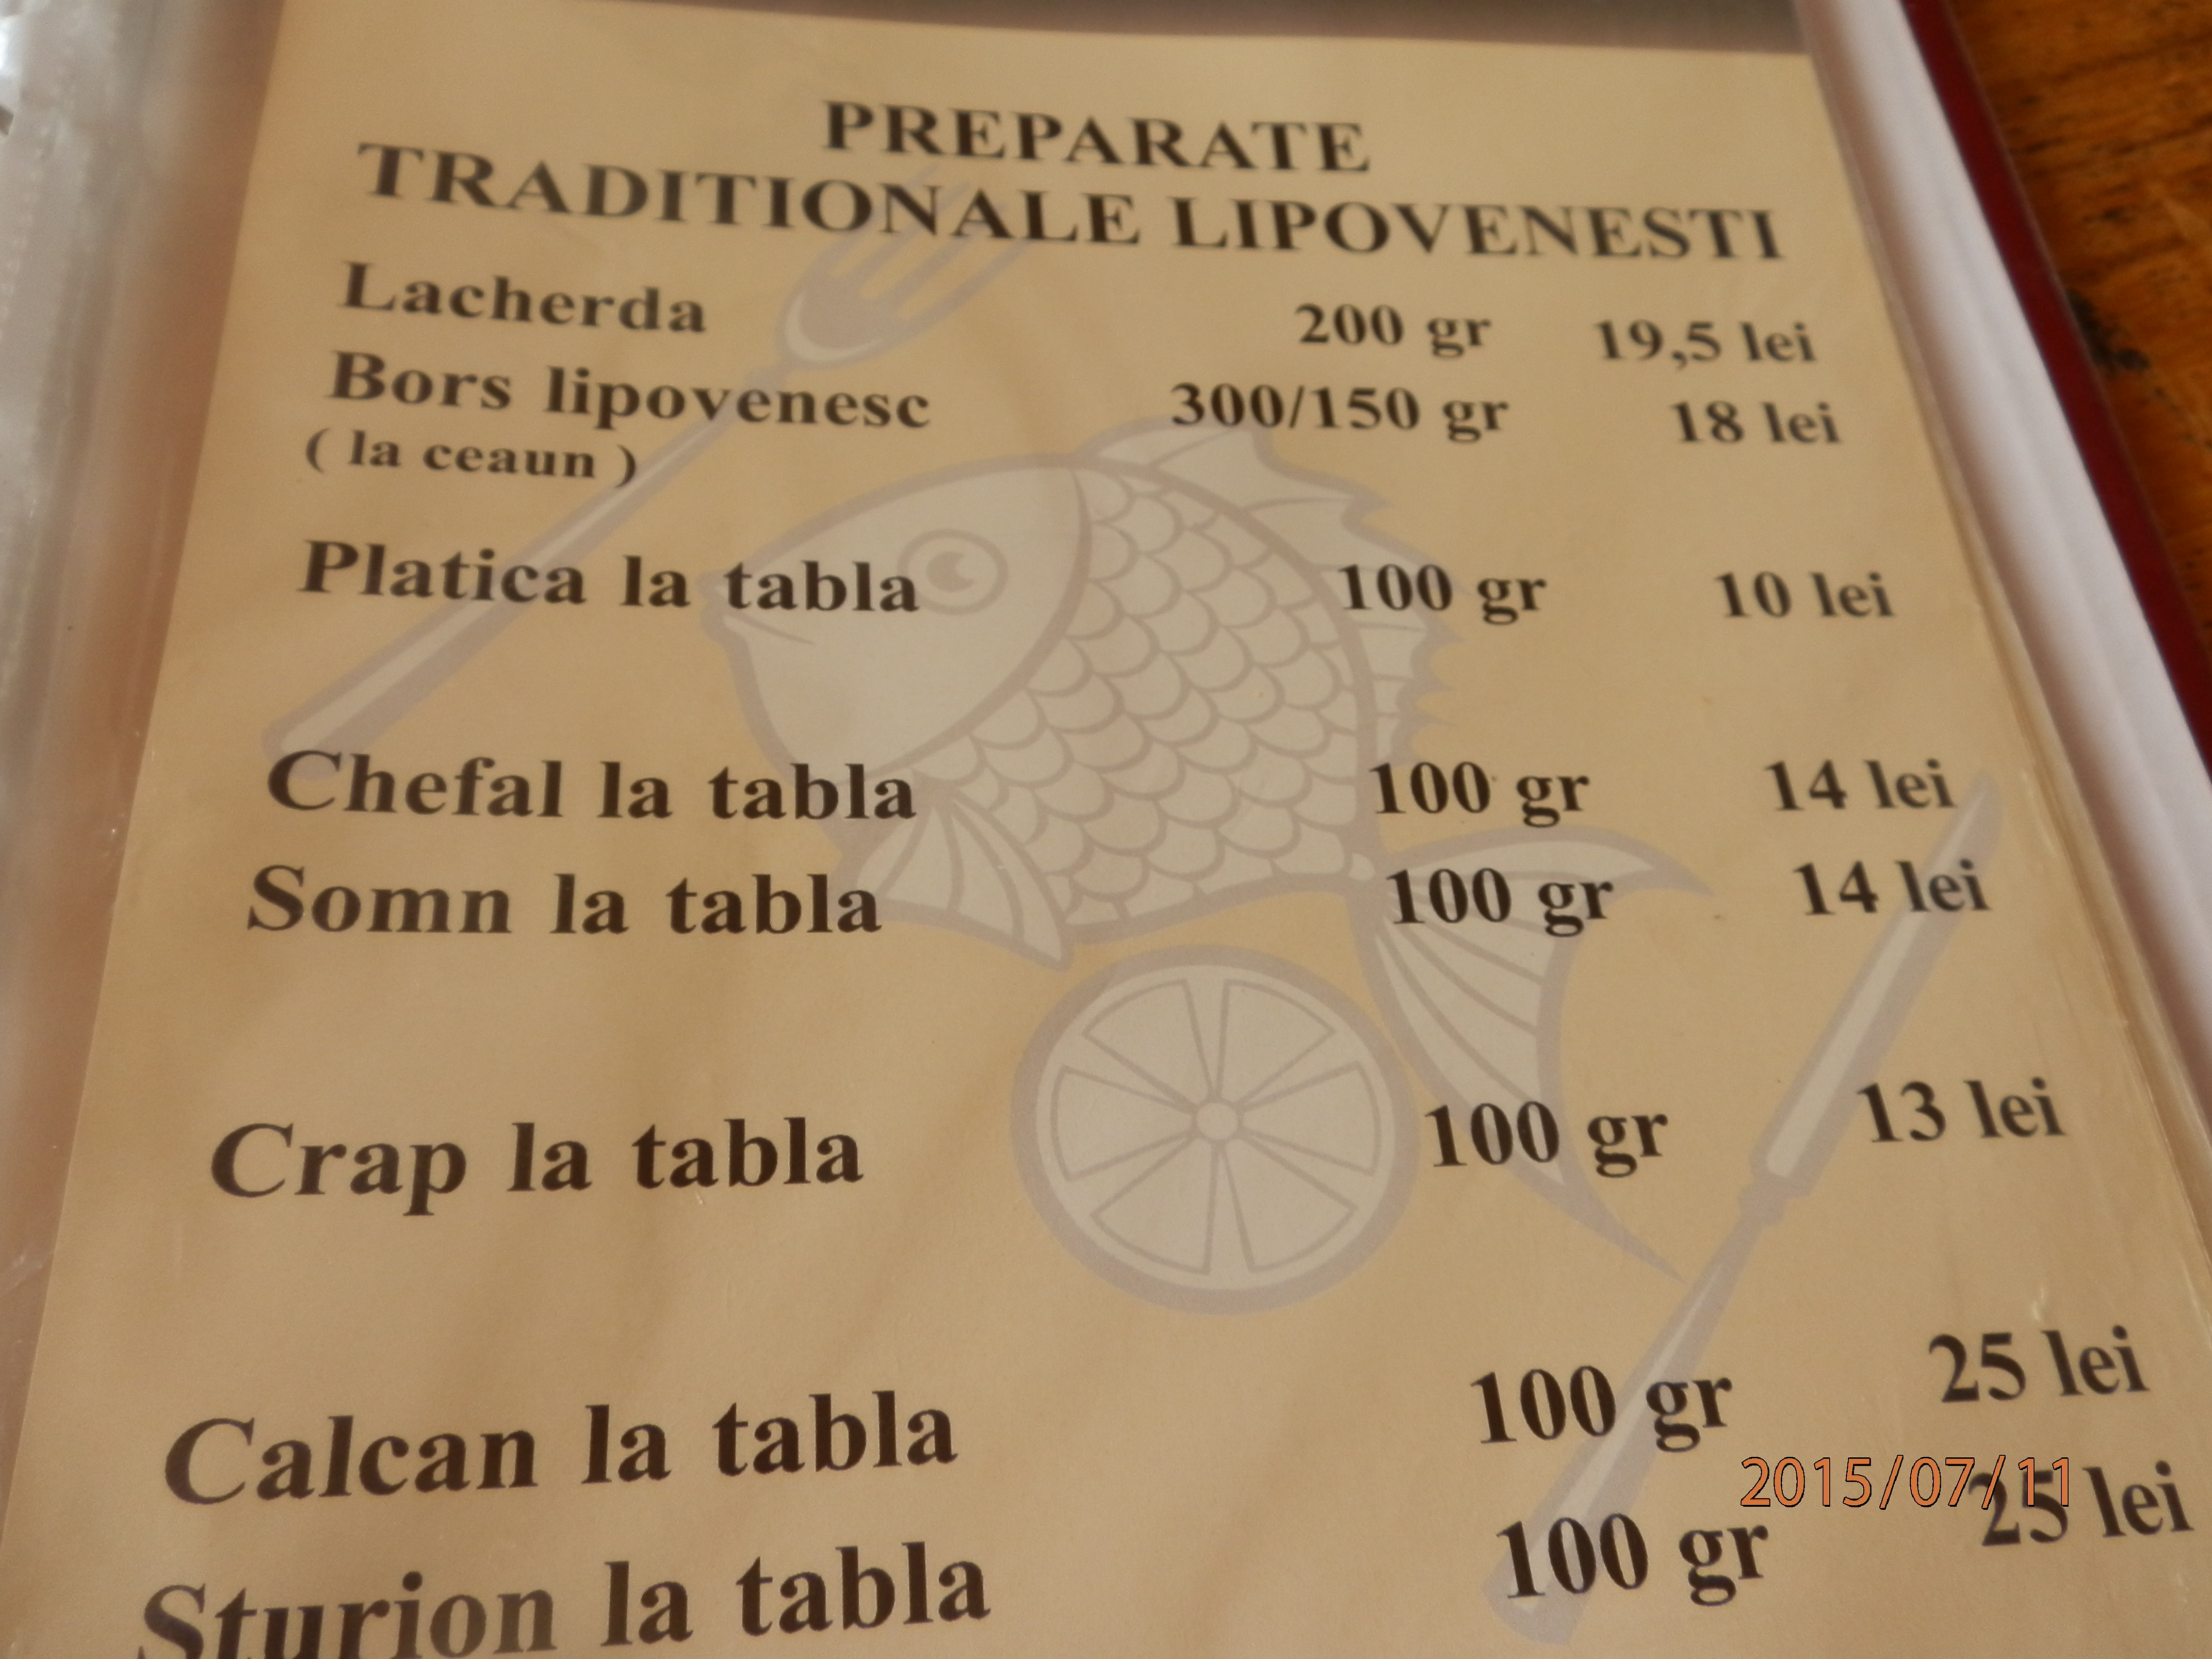 PREPARATE
TRADITIONALE LIPOVENESTI
Lacherda 200 gr 19,5 lei
Bors lipovenesc 300/150 gr 18 lei
( la ceaun )
Platica la tabla 100 gr 10 lei
Chefal la tabla 100 gr 14 lei
Somn la tabla 100 gr 14 lei
Crap la tabla 100 gr 13 lei
Calcan la tabla 100 gr 25 lei
Sturion la tabla 100 gr 25 lei
2015/07/11